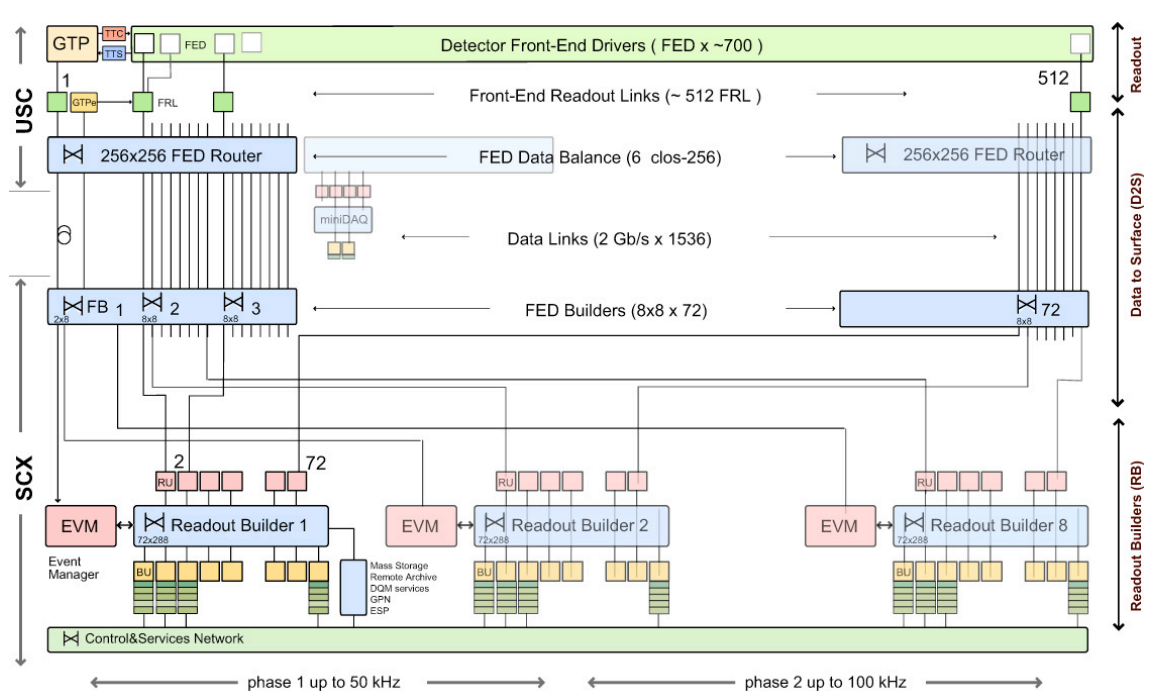 GTP
TTC
TTS
FED
Detector Front-End Drivers ( FED x ~700 )
1
GTPe
FRL
Front-End Readout Links (~ 512 FRL )
512
256x256 FED Router
FED Data Balance (6 clos-256)
256x256 FED Router
miniDAQ
Data Links (2 Gb/s x 1536)
FB 1
2x8
2
8x8
3
8x8
FED Builders (8x8 x 72)
72
8x8
USC
SCX
Readout
Data to Surface (D2S)
Readout Builders (RB)
2
72
RU
RU
RU
EVM
Readout Builder 1
72x288
EVM
Readout Builder 2
72x288
EVM
Readout Builder 8
72x288
Event
Manager
BU
BU
BU
Mass Storage
Remote Archive
DQM services
GPN
ESP
Control&Services Network
phase 1 up to 50 kHz
phase 2 up to 100 kHz